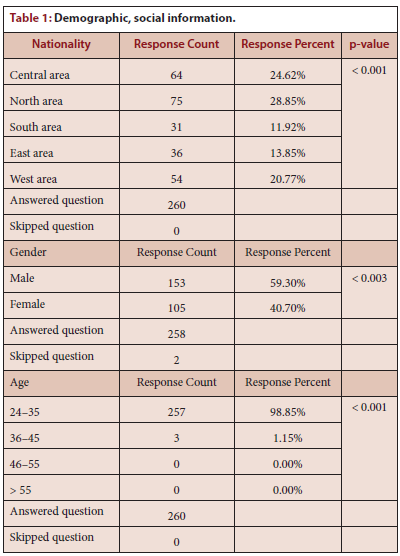 Table 1: Demographic, social information.
Nationality Response Count Response Percent p-value
Central area 64 24.62% < 0.001
North area 75 28.85%
South area 31 11.92%
East area 36 13.85%
West area 54 20.77%
Answered question 260
Skipped question 0
Gender Response Count Response Percent
Male 153 59.30% < 0.003
Female 105 40.70%
Answered question 258
Skipped question 2
Age Response Count Response Percent
24–35 257 98.85% < 0.001
36–45 3 1.15%
46–55 0 0.00%
> 55 0 0.00%
Answered question 260
Skipped question 0